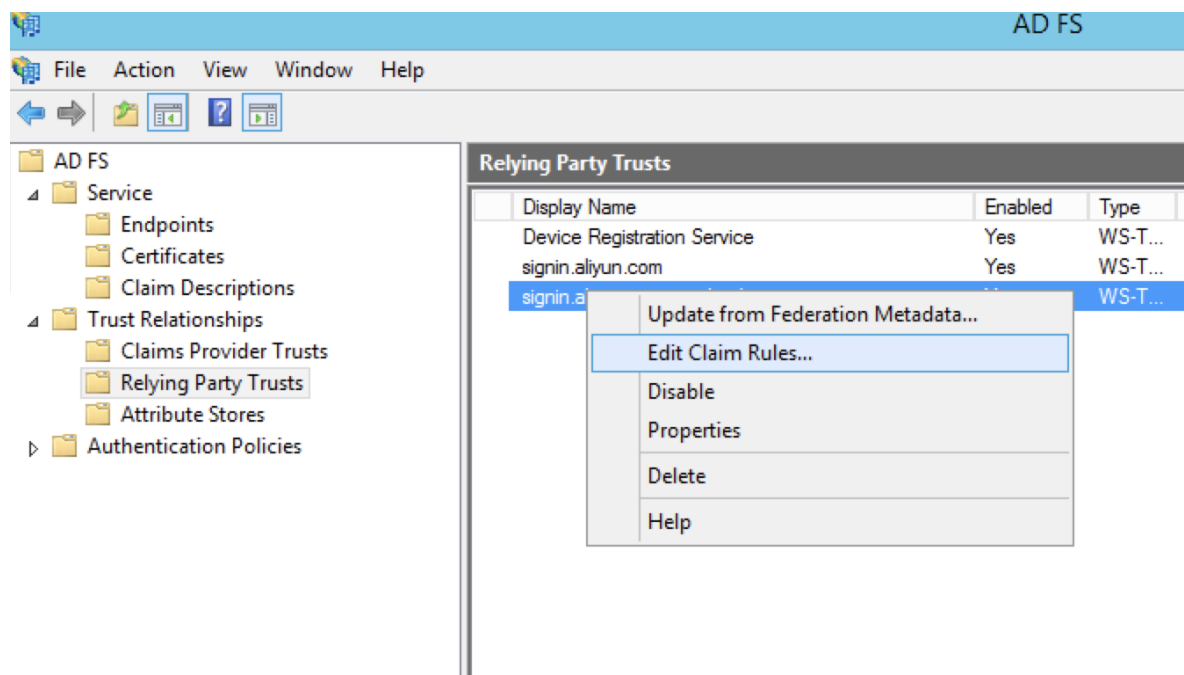 AD FS
File Action View Window Help
AD FS
Service
Endpoints
Certificates
Claim Descriptions
Trust Relationships
Claims Provider Trusts
Relying Party Trusts
Attribute Stores
Authentication Policies
Relying Party Trusts
Display Name Enabled Type
Device Registration Service Yes WS-T...
signin.aliyun.com Yes WS-T...
signin.a WS-T...
Update from Federation Metadata...
Edit Claim Rules...
Disable
Properties
Delete
Help